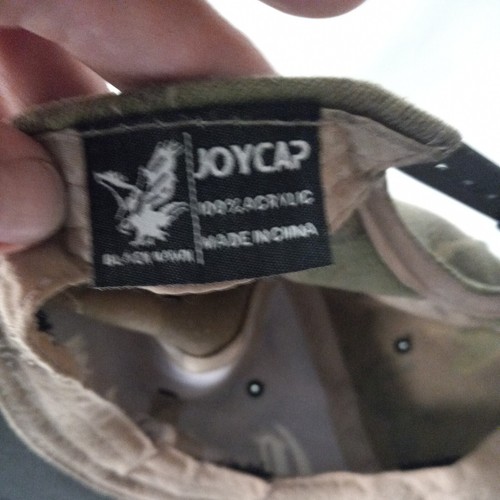 JOYCAP
100% ACRYLIC
MADE IN CHINA
BLACK HAWK